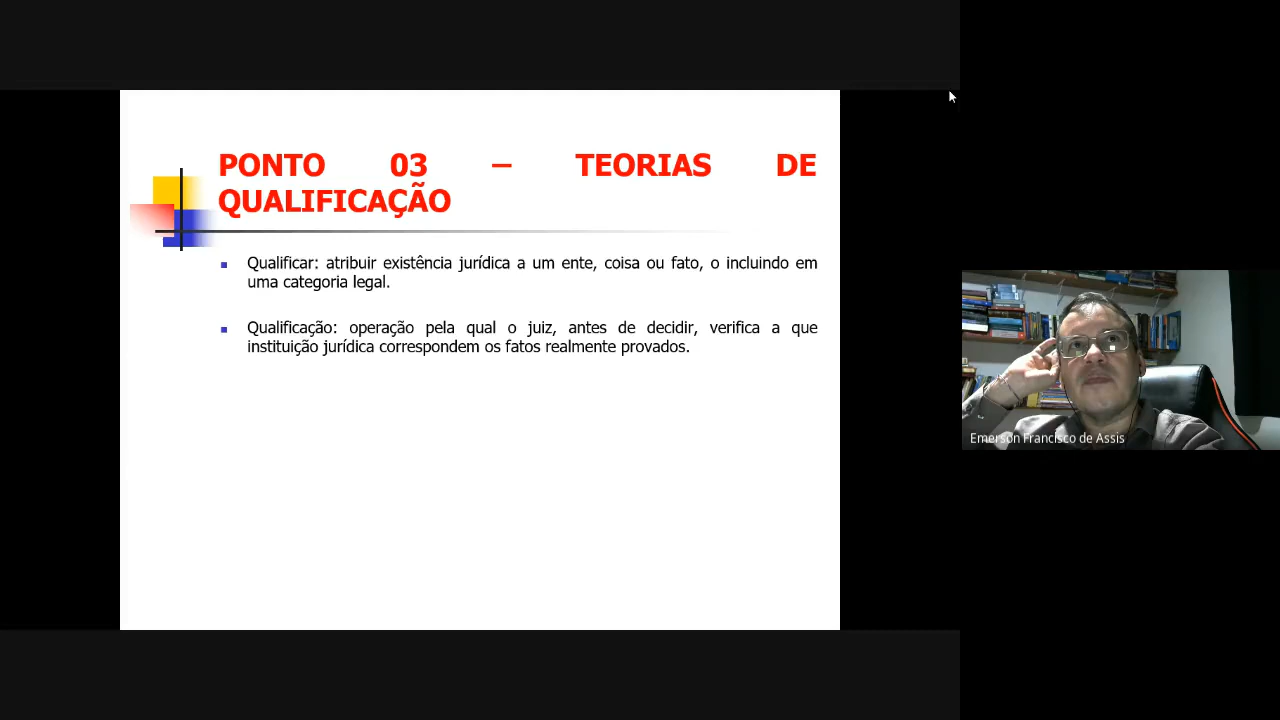 PONTO 03 – TEORIAS DE
QUALIFICAÇÃO
Qualificar: atribuir existência jurídica a um ente, coisa ou fato, o incluindo em
uma categoria legal.
Qualificação: operação pela qual o juiz, antes de decidir, verifica a que
instituição jurídica correspondem os fatos realmente provados.
Emerson Francisco de Assis